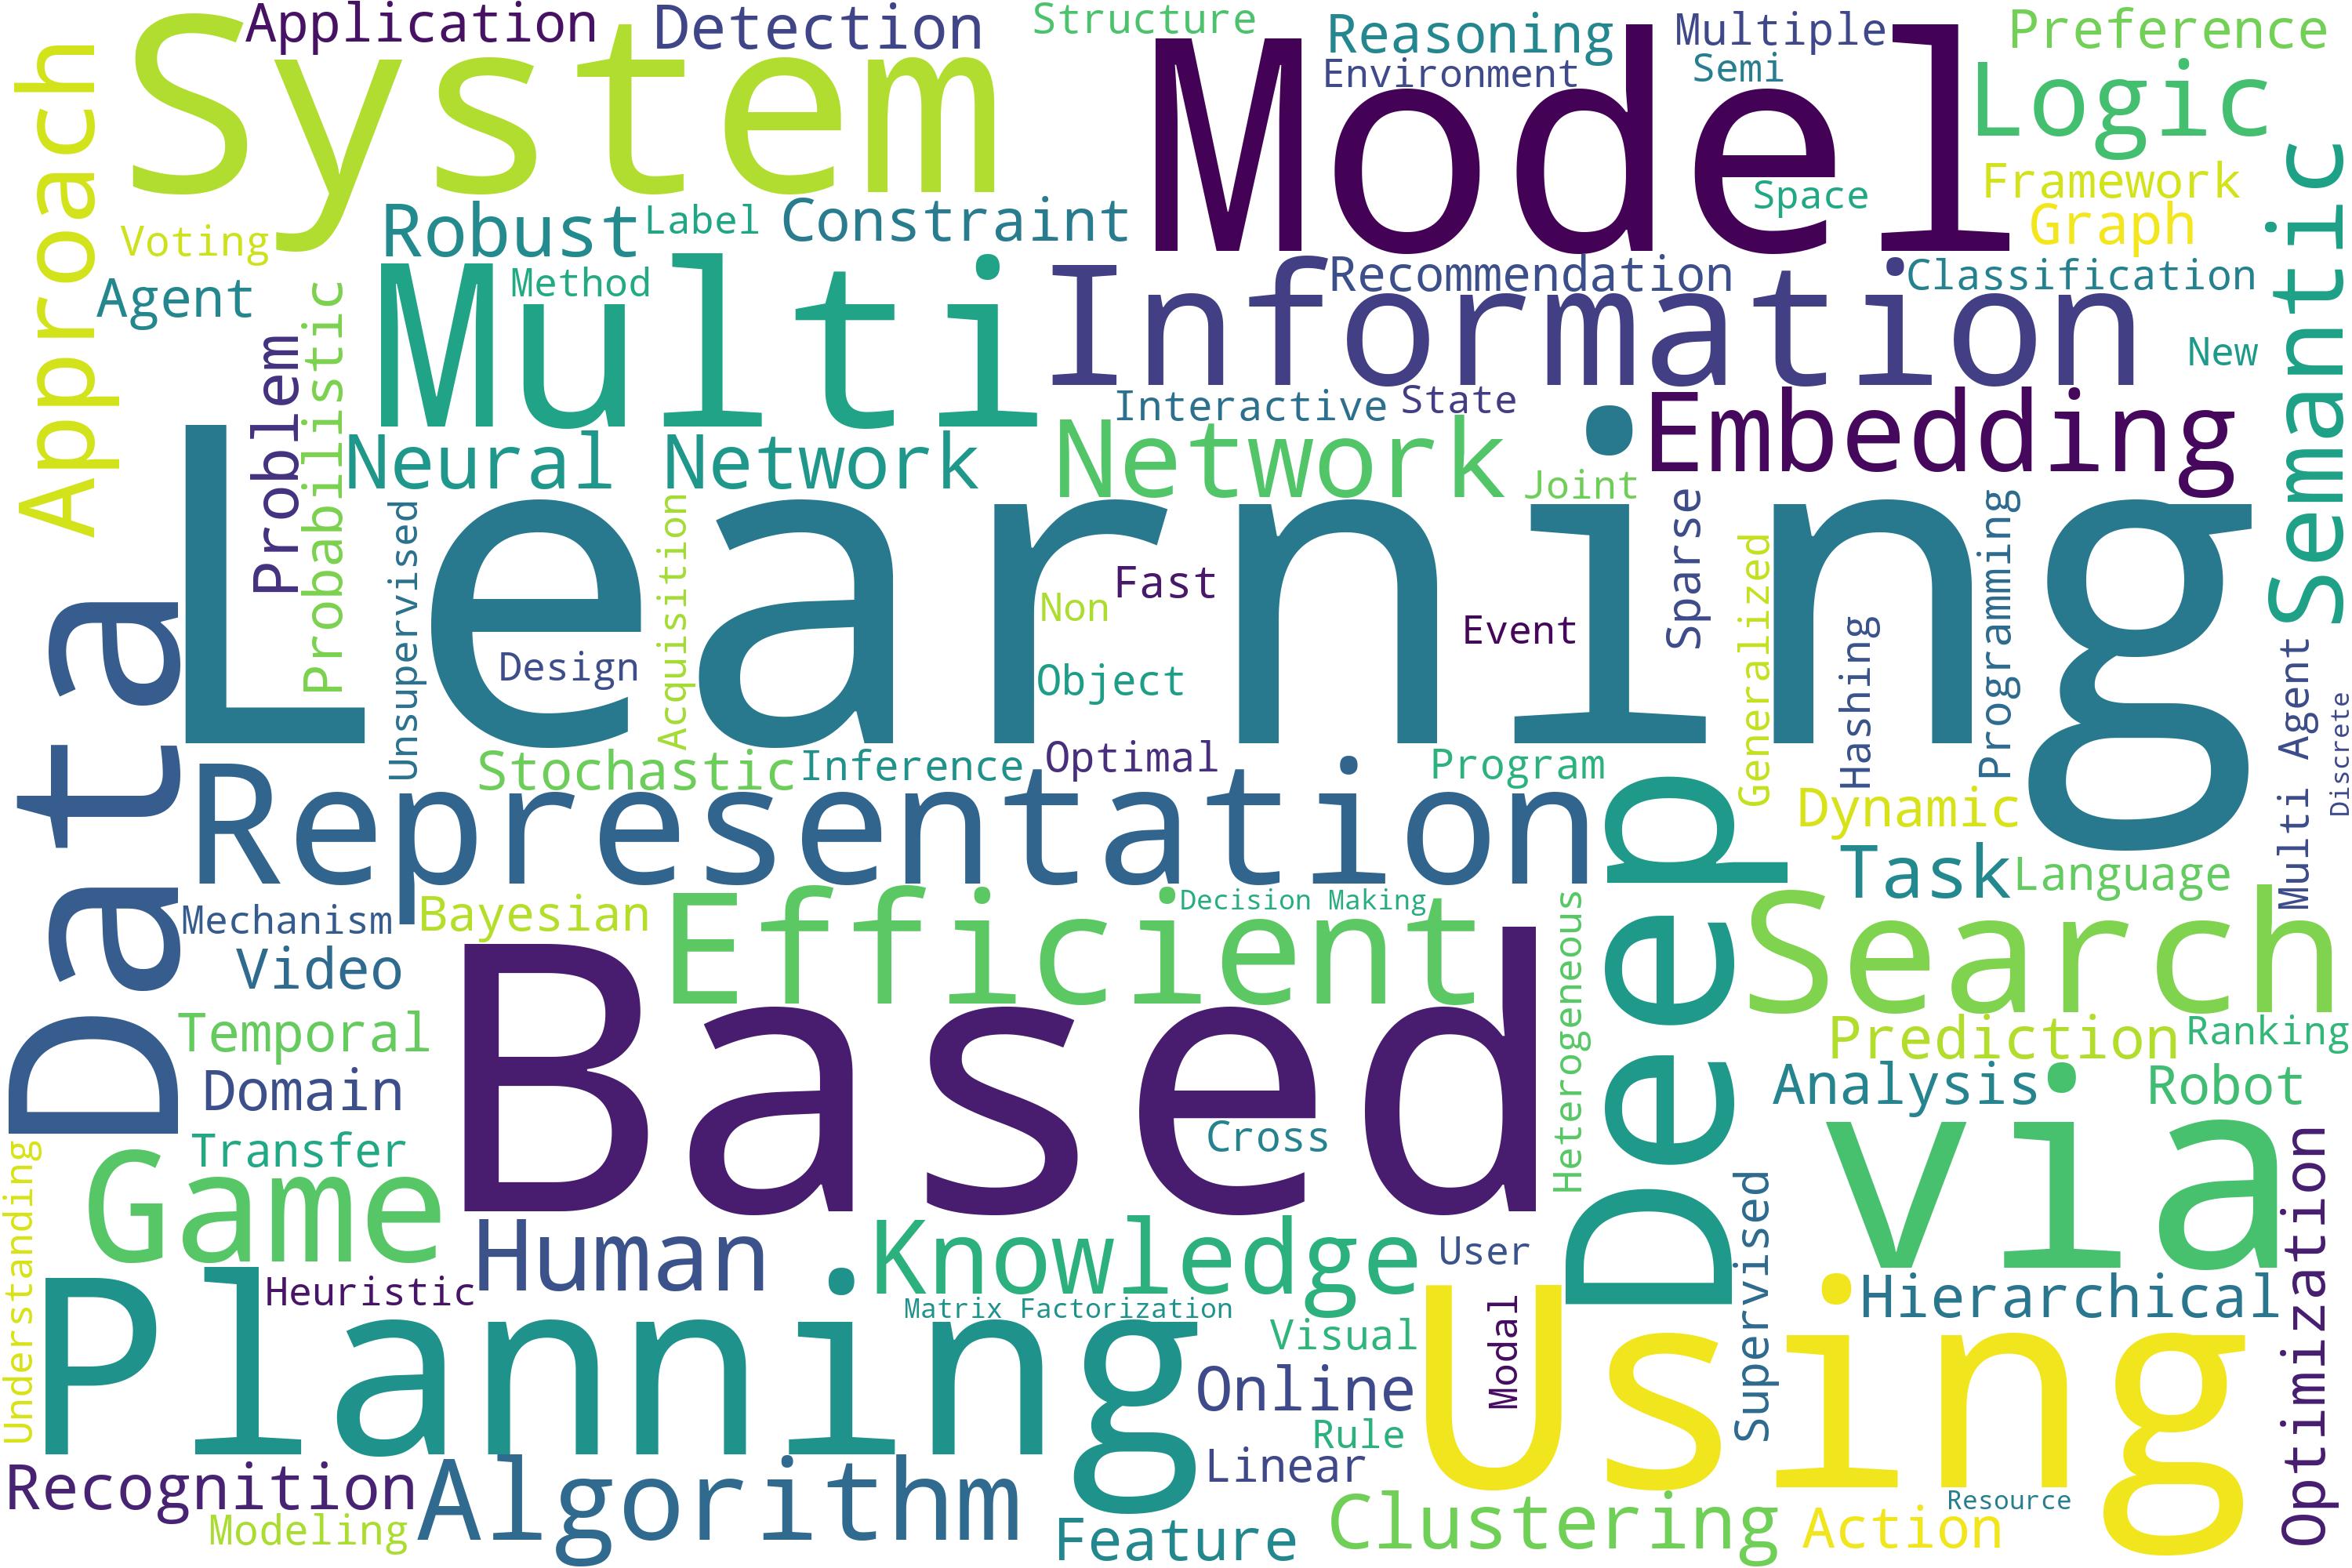 Application
Detection
Structure
Reasoning
Multiple
Preference
System
Model
Environment
Semi
Logic
Approach
Framework
Space
Graph
Voting
Robust
Label
Constraint
Semantic
Agent
Method
Multi
Information
Recommendation
Classification
Problem
Probabilistic
New
Interactive
State
Embedding
Neural Network
Network
Joint
Learning
Unsupervised
Acquisition
Sparse
Generalized
Programming
Fast
Non
Event
Hashing
Design
Object
Data
Multi Agent
Discrete
Stochastic
Inference
Optimal
Program
Representation
Dynamic
Deep
Task
Language
Mechanism
Bayesian
Efficient
Decision Making
Heterogeneous
Search
Video
Based
Temporal
Prediction
Ranking
Domain
Analysis
Robot
Understanding
Transfer
Cross
Game
via
Supervised
Optimization
Human
Knowledge
User
Heuristic
Matrix Factorization
Hierarchical
Planning
Visual
Modal
Using
Online
Rule
Linear
Recognition
Algorithm
Modeling
Feature
Clustering
Action
Resource